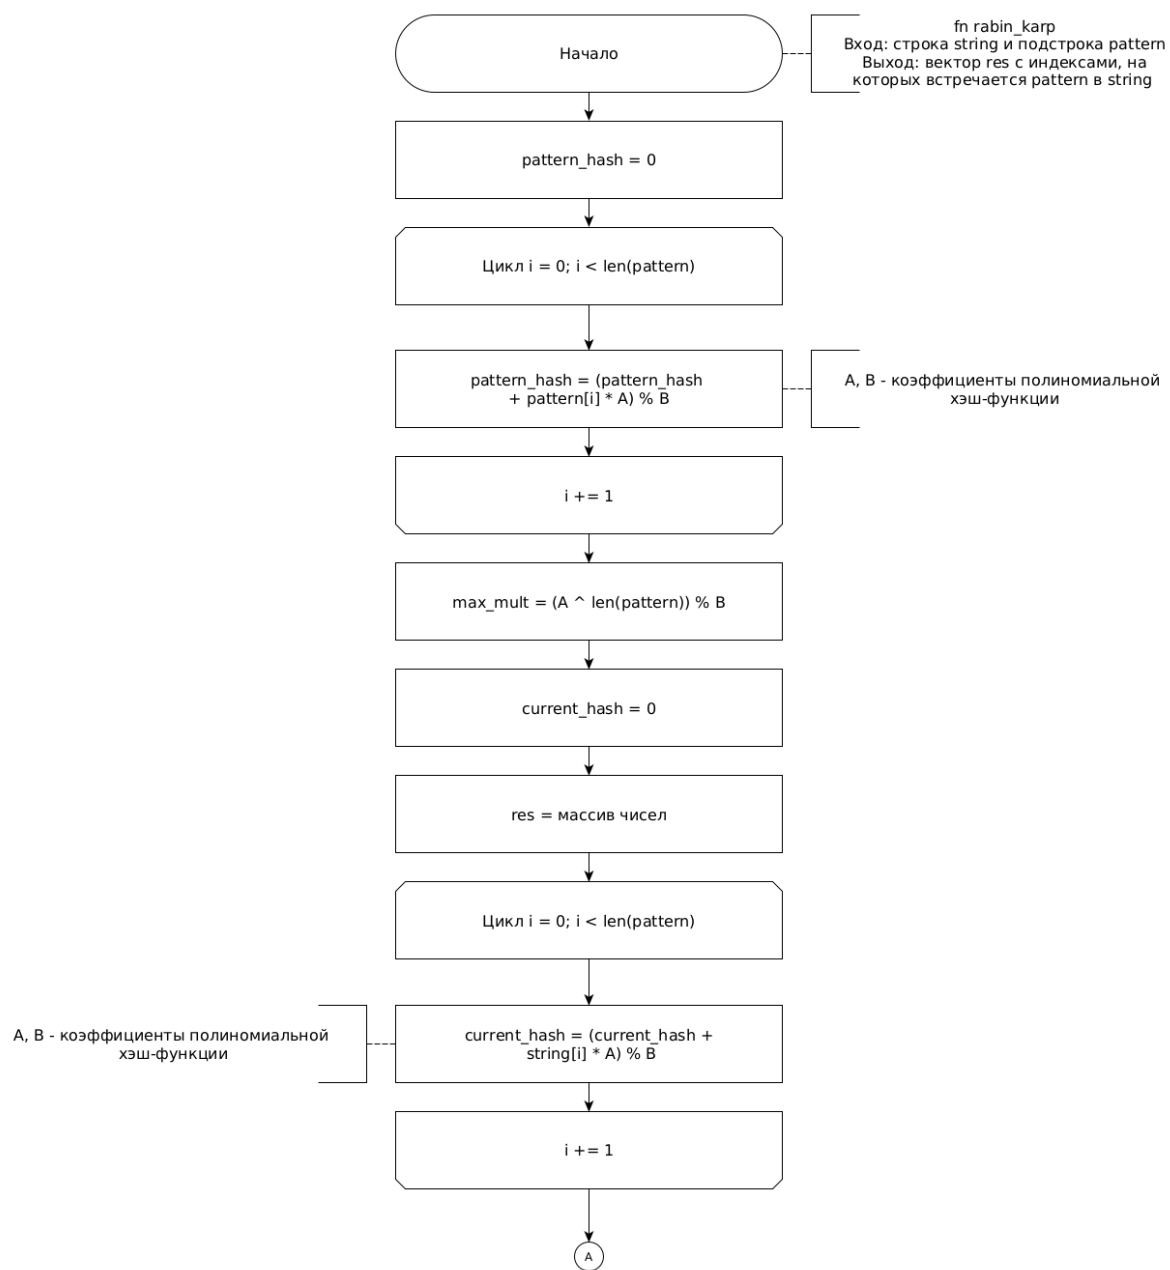 Начало
fn rabin_karp
Вход: строка string и подстрока pattern
Выход: вектор res с индексами, на
которых встречается pattern в string
pattern_hash = 0
Цикл i = 0; i < len(pattern)
pattern_hash = (pattern_hash
+ pattern[i] * A) % B
A, B - коэффициенты полиномиальной
хэш-функции
i += 1
max_mult = (A ^ len(pattern)) % B
current_hash = 0
res = массив чисел
Цикл i = 0; i < len(pattern)
A, B - коэффициенты полиномиальной
хэш-функции
current_hash = (current_hash +
string[i] * A) % B
i += 1
A